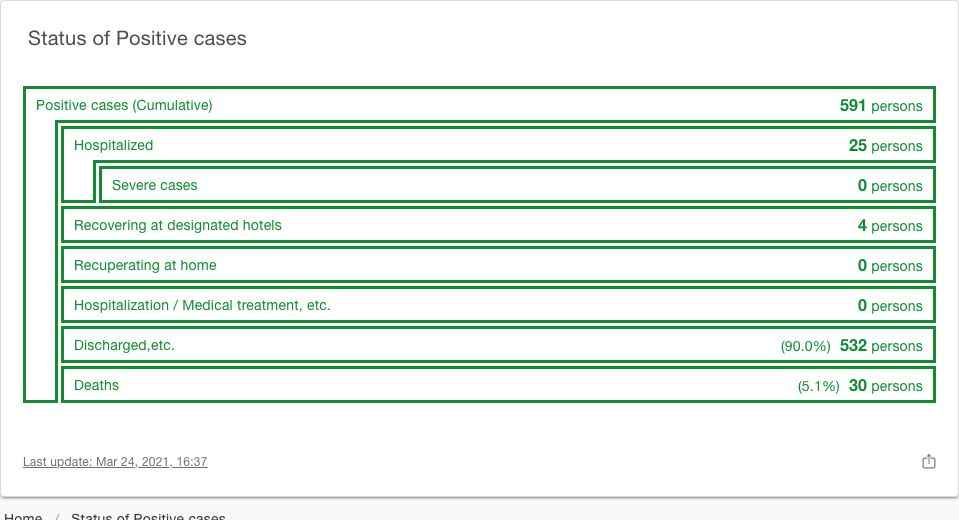 Status of Positive cases
Positive cases (Cumulative) 591 persons
Hospitalized 25 persons
Severe cases 0 persons
Recovering at designated hotels 4 persons
Recuperating at home 0 persons
Hospitalization / Medical treatment, etc. 0 persons
Discharged,etc. (90.0%) 532 persons
Deaths (5.1%) 30 persons
Last update: Mar 24, 2021, 16:37
Home / Status of Positive cases